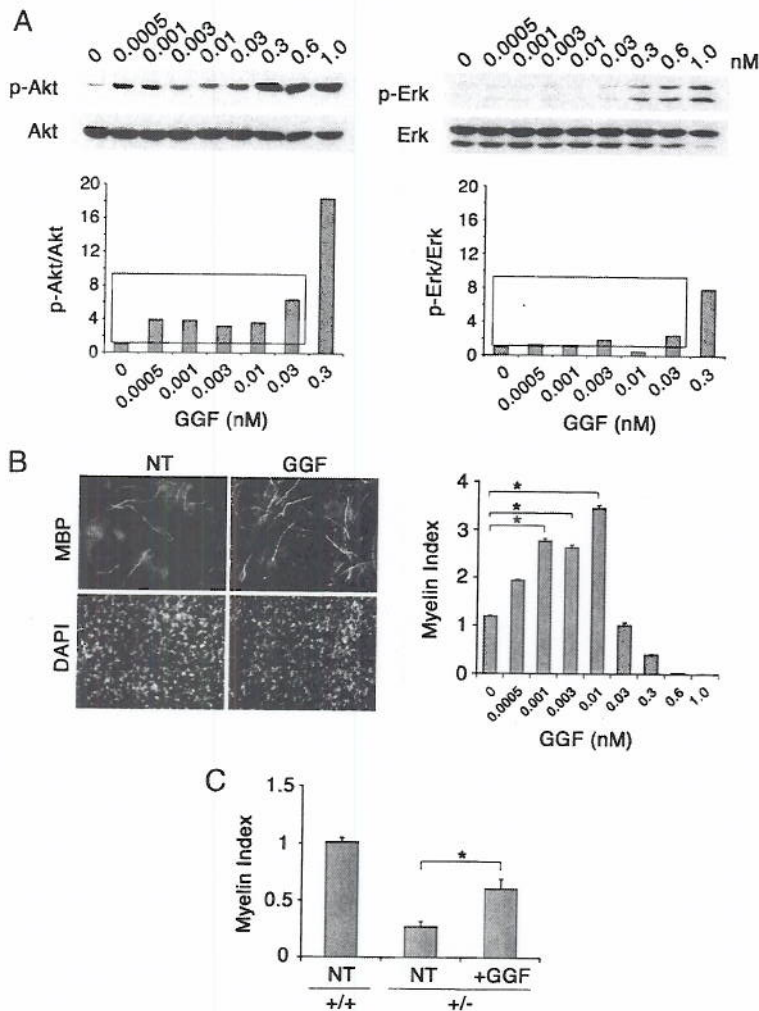 A
0 0.0005 0.001 0.003 0.01 0.03 0.3 0.6 1.0
p-Akt
Akt
0 0.0005 0.001 0.003 0.01 0.03 0.3 0.6 1.0 nM
p-Erk
Erk
p-Akt/Akt
20
16
12
8
4
0
0 0.0005 0.001 0.003 0.01 0.03 0.3
GGF (nM)
p-Erk/Erk
20
16
12
8
4
0
0 0.0005 0.001 0.003 0.01 0.03 0.3
GGF (nM)
B
NT GGF
MBP
DAPI
Myelin Index
4
3
2
1
0
*
*
*
0 0.0005 0.001 0.003 0.01 0.03 0.3 0.6 1.0
GGF (nM)
C
Myelin Index
1.5
1
0.5
0
*
NT NT +GGF
+/+ +/-